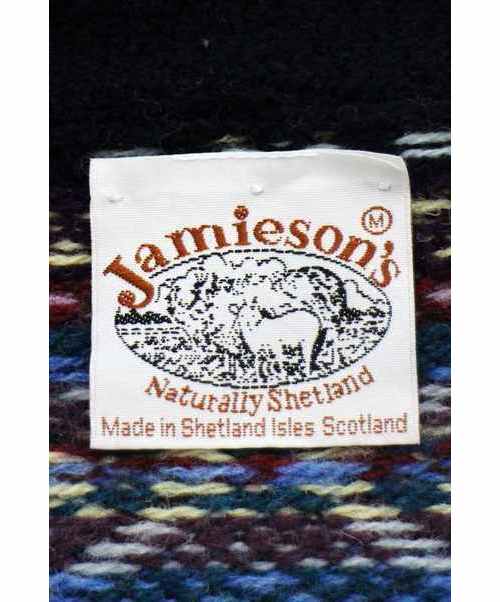 M
Jamieson's
Naturally Shetland
Made in Shetland Isles Scotland